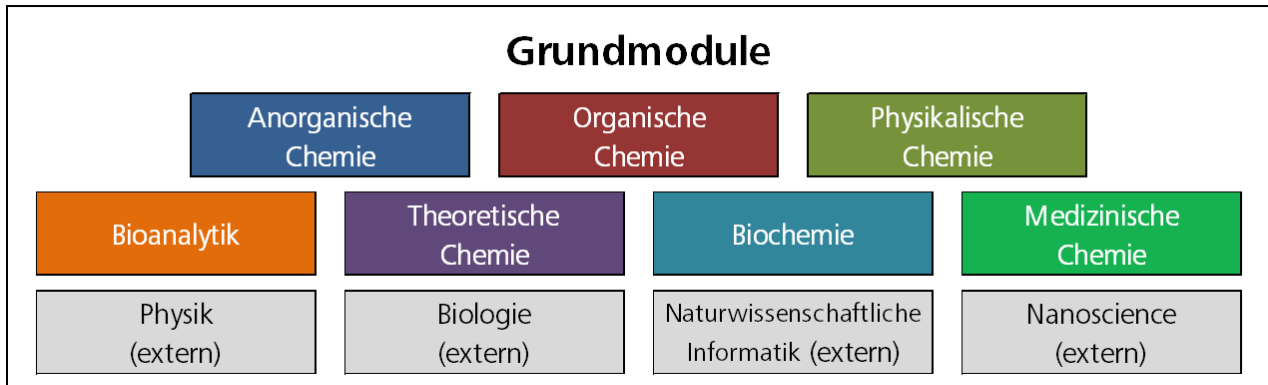 Grundmodule
Anorganische
Chemie
Organische
Chemie
Physikalische
Chemie
Bioanalytik
Theoretische
Chemie
Biochemie
Medizinische
Chemie
Physik
(extern)
Biologie
(extern)
Naturwissenschaftliche
Informatik (extern)
Nanoscience
(extern)